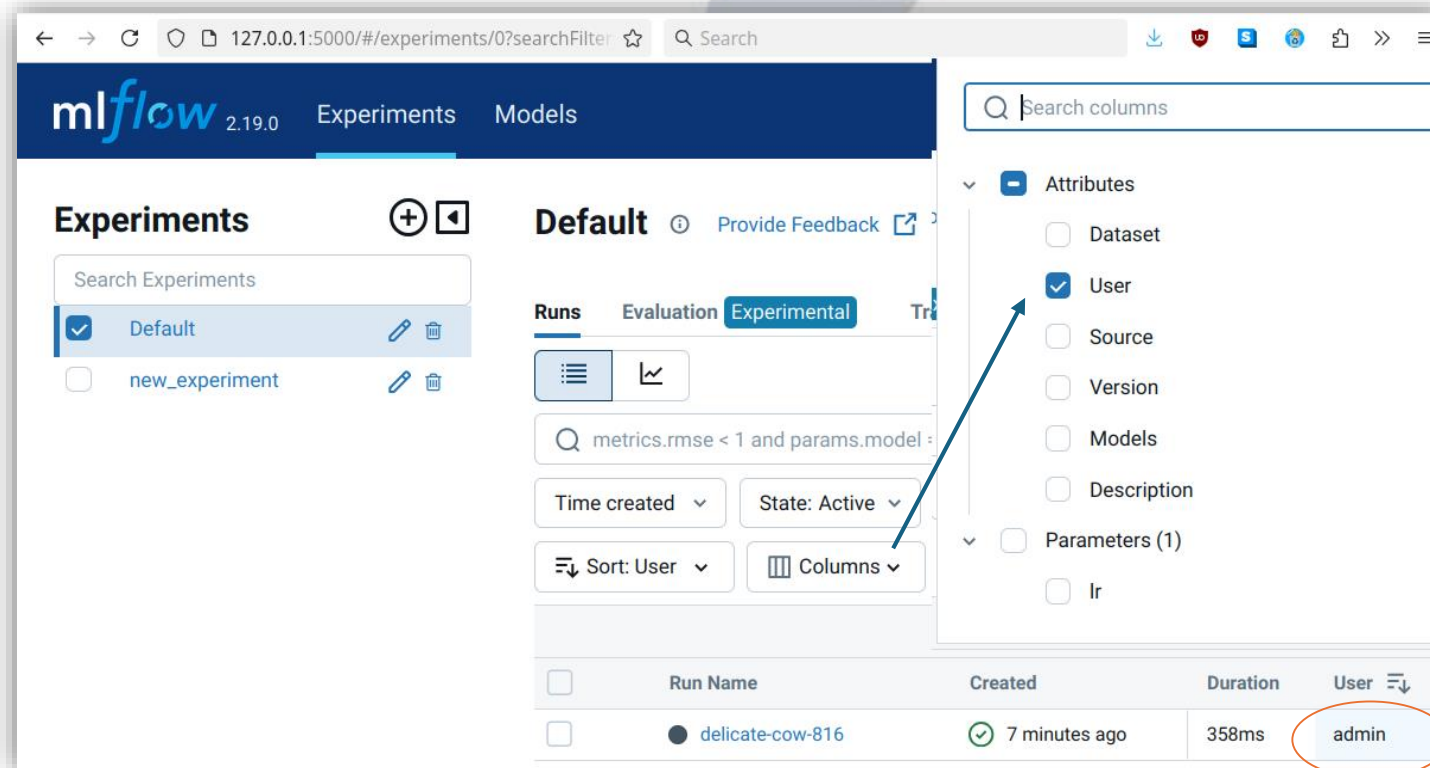 127.0.0.1:5000/#/experiments/0?searchFilter
Search
mlflow 2.19.0
Experiments
Models
Experiments
Search Experiments
Default
new_experiment
Default
Provide Feedback
Runs
Evaluation
Experimental
metrics.rmse < 1 and params.model =
Time created
State: Active
Sort: User
Columns
Search columns
Attributes
Dataset
User
Source
Version
Models
Description
Parameters (1)
lr
Run Name Created Duration User
delicate-cow-816 7 minutes ago 358ms admin